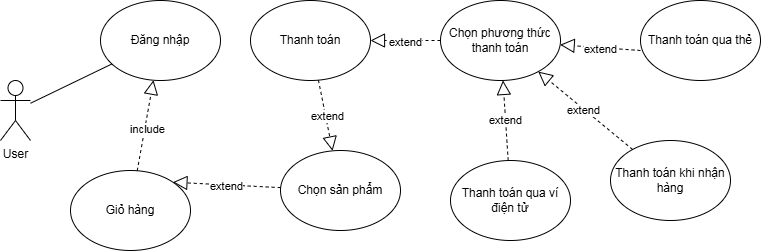 Đăng nhập
Thanh toán
extend
Chọn phương thức
thanh toán
extend
Thanh toán qua thẻ
User
include
extend
extend
extend
Giỏ hàng
extend
Chọn sản phẩm
Thanh toán qua ví
điện tử
Thanh toán khi nhận
hàng